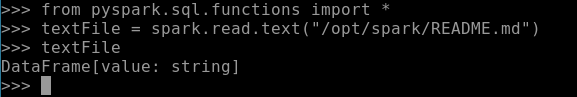 >>> from pyspark.sql.functions import *
>>> textFile = spark.read.text("/opt/spark/README.md")
>>> textFile
DataFrame[value: string]
>>>